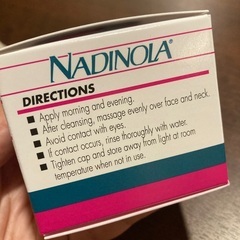 NADINOLA®
DIRECTIONS
■ Apply morning and evening.
■ After cleansing, massage evenly over face and neck.
■ Avoid contact with eyes.
■ If contact occurs, rinse thoroughly with water.
■ Tighten cap and store away from light at room
temperature when not in use.